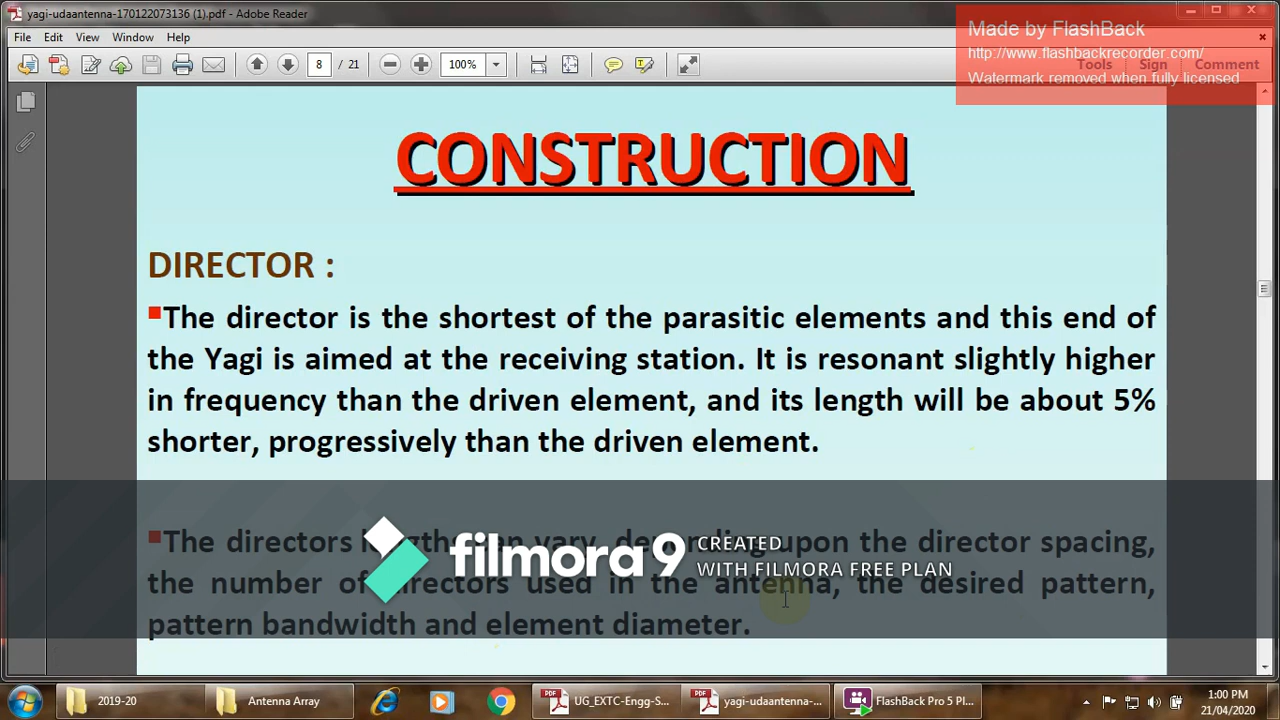 yagi-udaantenna-170122073136 (1).pdf - Adobe Reader
Made by FlashBack
http://www.flashbackrecorder.com/
Watermark removed when fully licensed
File Edit View Window Help
8 / 21 100%
Tools Sign Comment
CONSTRUCTION
DIRECTOR :
The director is the shortest of the parasitic elements and this end of
the Yagi is aimed at the receiving station. It is resonant slightly higher
in frequency than the driven element, and its length will be about 5%
shorter, progressively than the driven element.
The directors lengths can vary, depending upon the director spacing,
the number of directors used in the antenna, the desired pattern,
pattern bandwidth and element diameter.
filmora9 CREATED
WITH FILMORA FREE PLAN
2019-20 Antenna Array UG_EXTC-Engg-S... yagi-udaantenna-... FlashBack Pro 5 Pl...
1:00 PM
21/04/2020